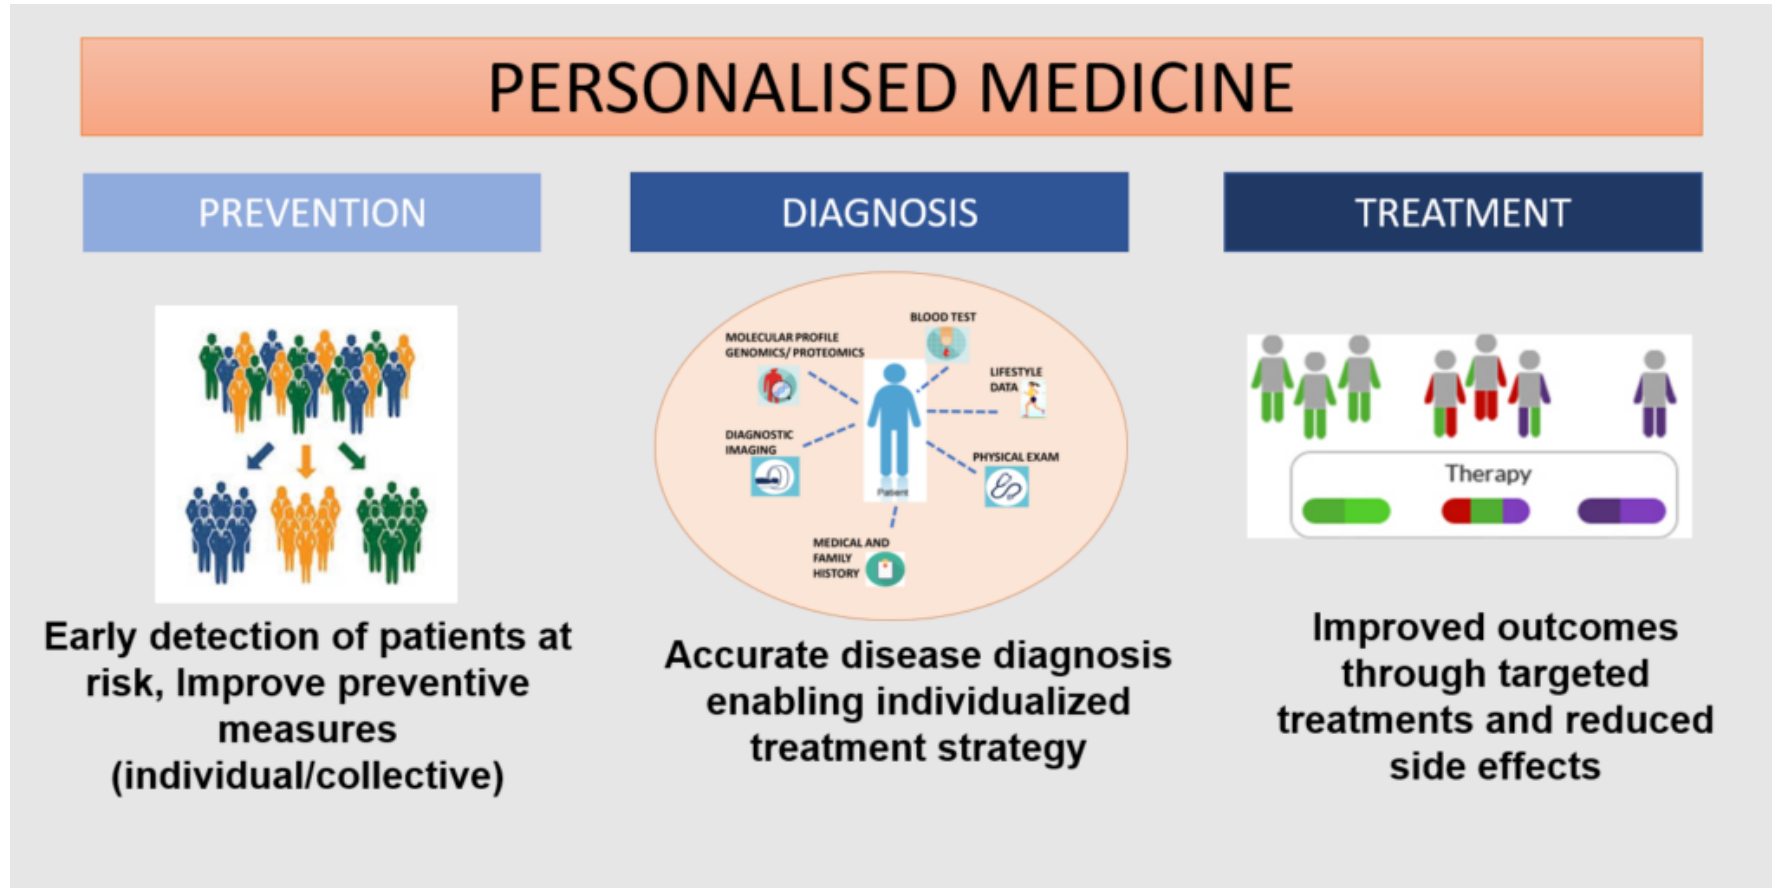 PERSONALISED MEDICINE
PREVENTION
Early detection of patients at
risk, Improve preventive
measures
(individual/collective)
DIAGNOSIS
BLOOD TEST
MOLECULAR PROFILE
GENOMICS/ PROTEOMICS
LIFESTYLE
DATA
DIAGNOSTIC
IMAGING
PHYSICAL EXAM
Patient
MEDICAL AND
FAMILY
HISTORY
Accurate disease diagnosis
enabling individualized
treatment strategy
TREATMENT
Therapy
Improved outcomes
through targeted
treatments and reduced
side effects